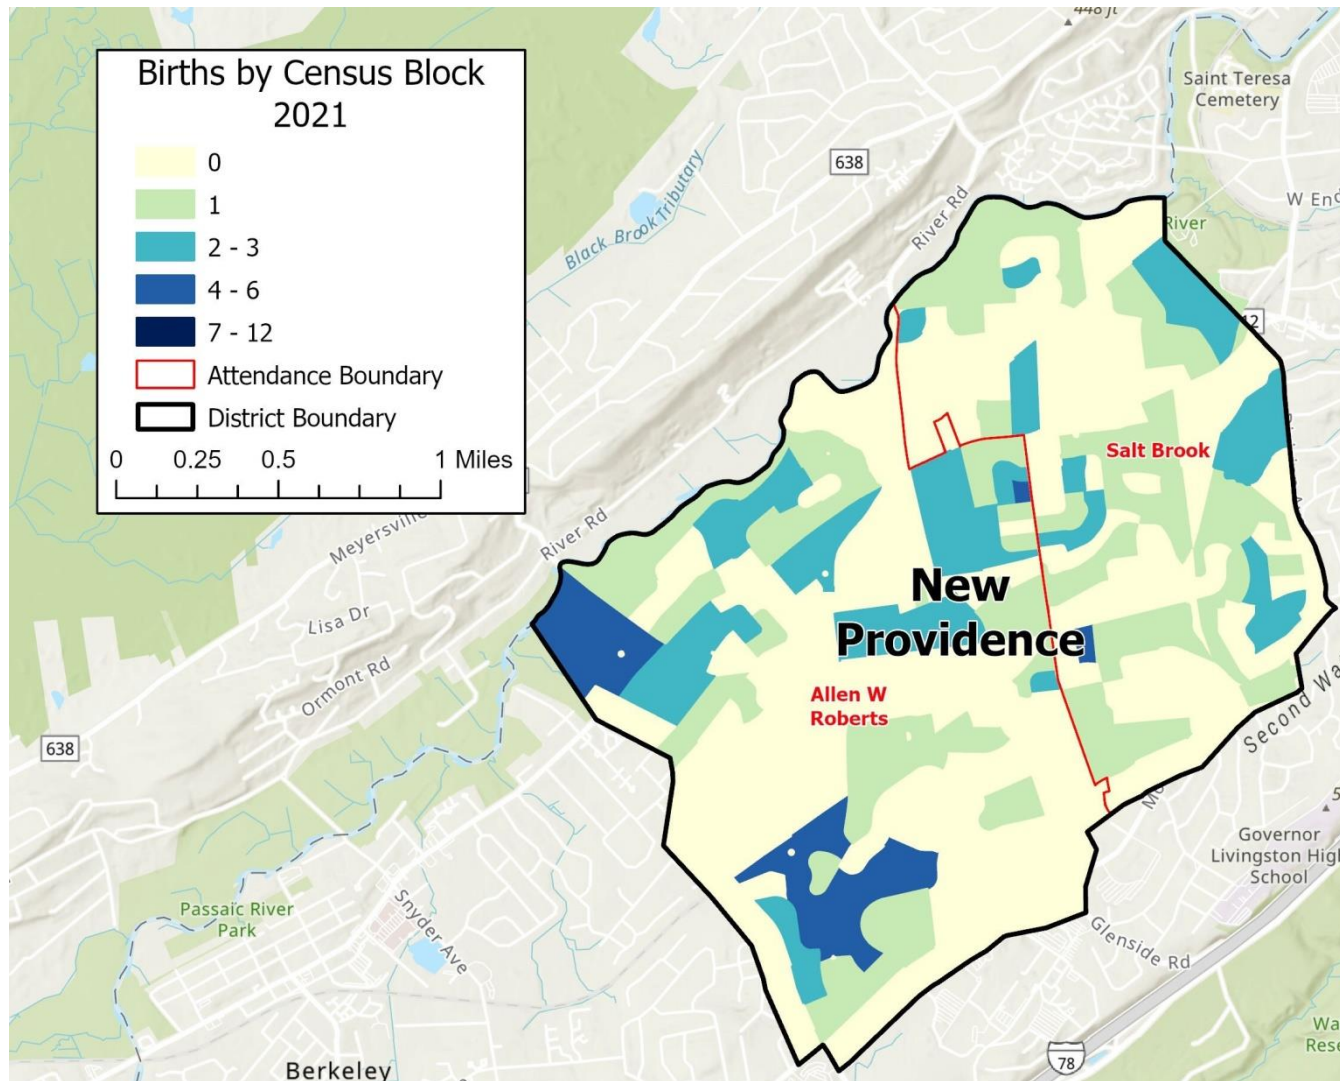 Births by Census Block
2021
0
1
2 - 3
4 - 6
7 - 12
Attendance Boundary
District Boundary
0 0.25 0.5 1 Miles
448 ft
Saint Teresa
Cemetery
638
Black Brook Tributary
River Rd
W End
River
12
Salt Brook
Meyersville
River Rd
Lisa Dr
New
Providence
Ormont Rd
Allen W
Roberts
638
Second
Governor
Livingston High
School
Passaic River
Park
Snyder Ave
Glenside Rd
78
Berkeley